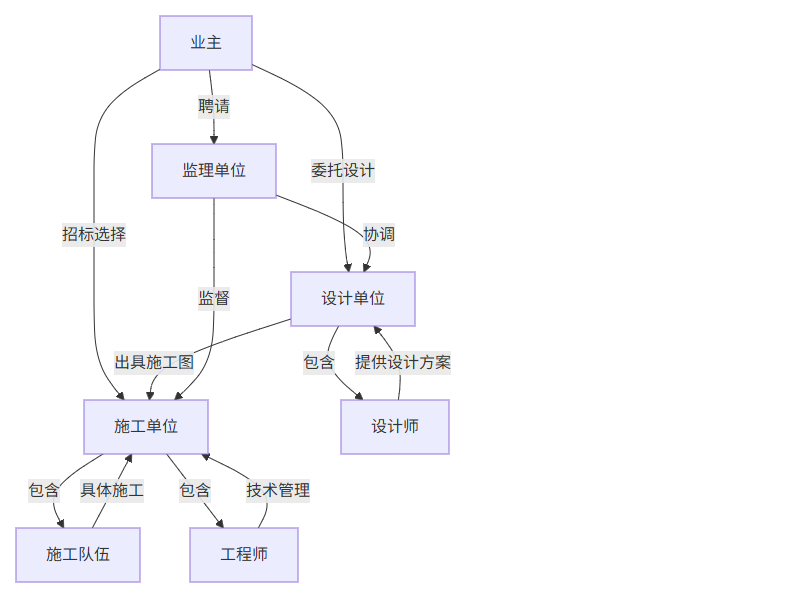 业主
聘请
监理单位
委托设计
招标选择
协调
监督
设计单位
出具施工图
包含
提供设计方案
施工单位
设计师
包含
具体施工
包含
技术管理
施工队伍
工程师